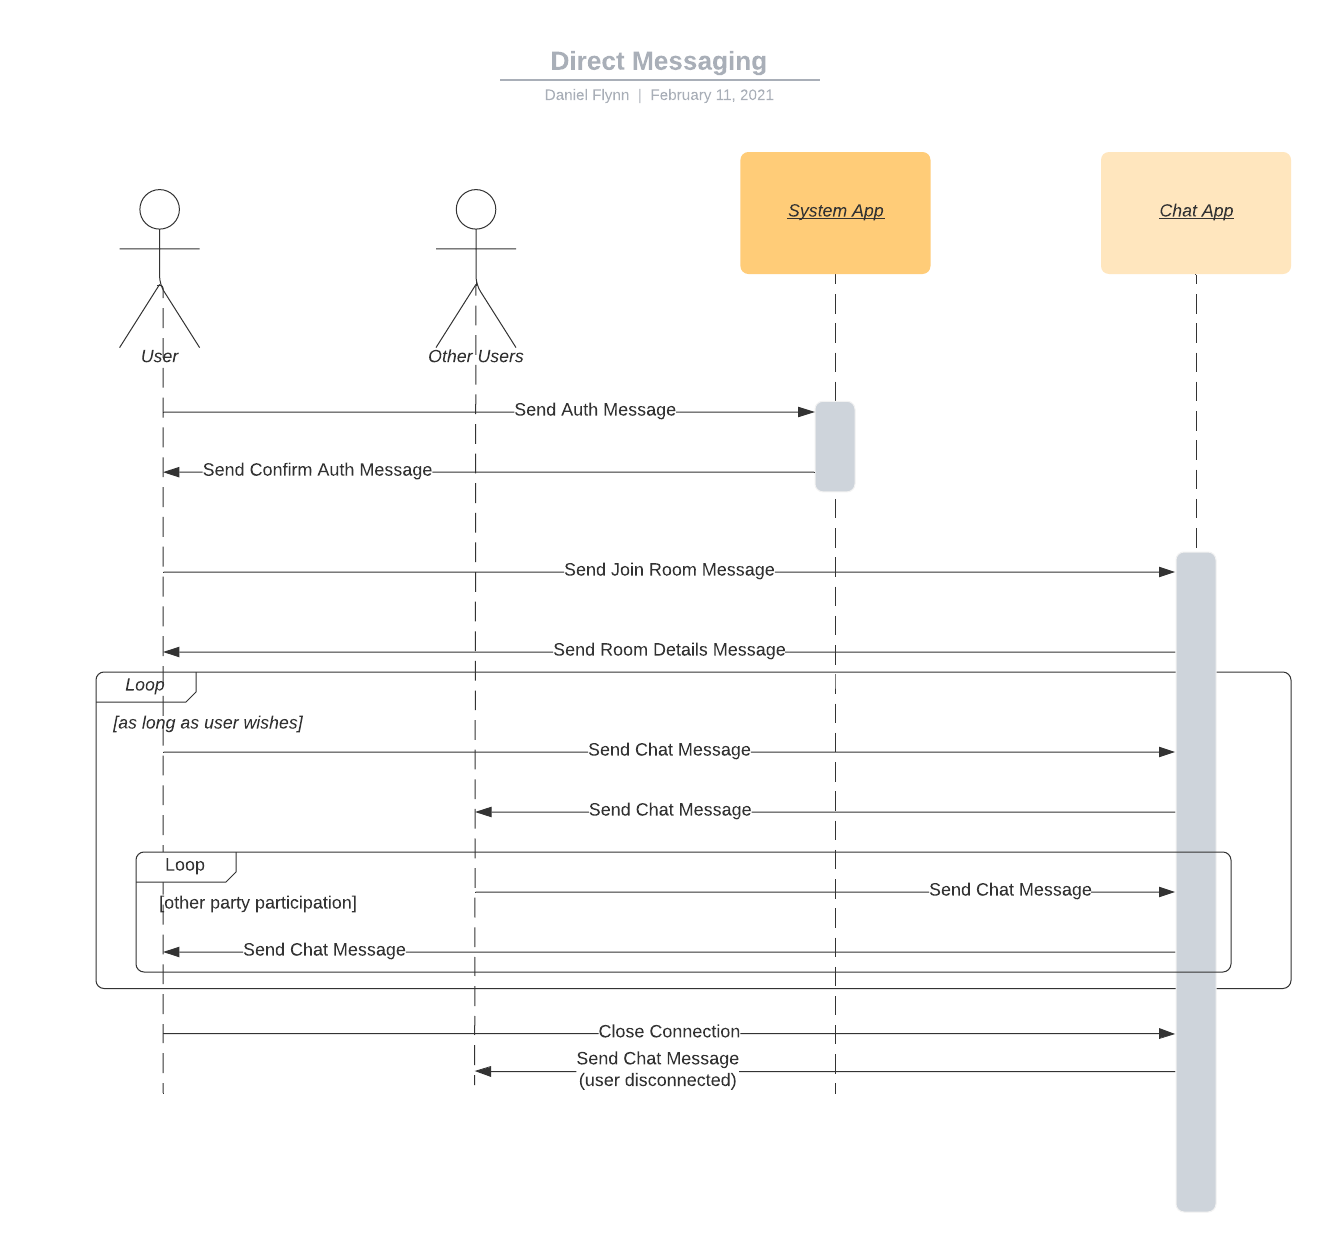 Direct Messaging
Daniel Flynn | February 11, 2021
System App
Chat App
User
Other Users
Send Auth Message
Send Confirm Auth Message
Send Join Room Message
Send Room Details Message
Loop
[as long as user wishes]
Send Chat Message
Send Chat Message
Loop
[other party participation]
Send Chat Message
Send Chat Message
Close Connection
Send Chat Message
(user disconnected)